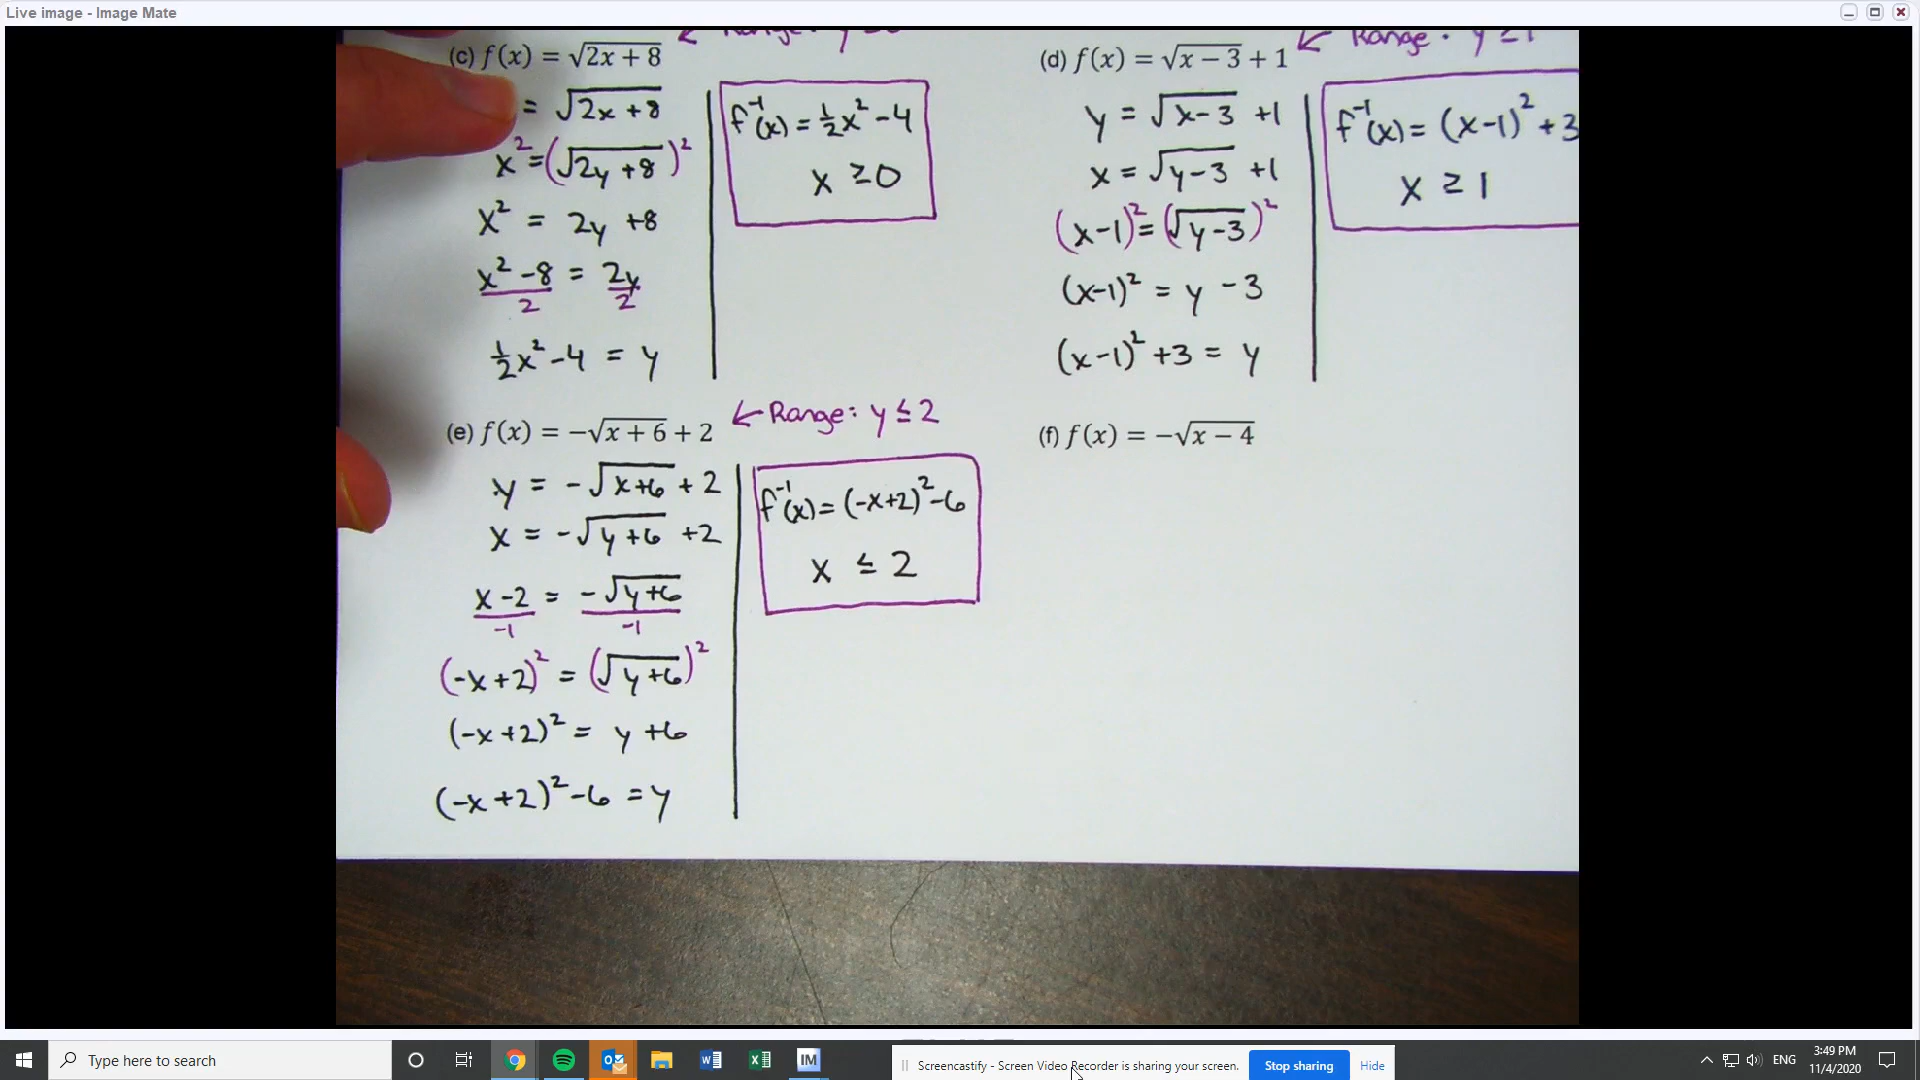 Live image - Image Mate
Range: y
(c) f(x) = √(2x + 8)
= √(2x +8)
x² = (√(2y +8))²
x² = 2y +8
x² -8 = 2y
2 2
½x² -4 = y
f⁻¹(x) = ½x² -4
x ≥ 0
Range: y ≥ 1
(d) f(x) = √(x − 3) + 1
y = √(x-3) +1
x = √(y-3) +1
(x-1)² = (√(y-3))²
(x-1)² = y -3
(x-1)² +3 = y
f⁻¹(x) = (x-1)² +3
x ≥ 1
(e) f(x) = −√(x + 6) + 2
← Range: y ≤ 2
y = -√(x+6) + 2
x = -√(y+6) +2
x -2 = -√(y+6)
-1 -1
(-x+2)² = (√(y+6))²
(-x+2)² = y +6
(-x+2)² -6 = y
f⁻¹(x) = (-x+2)² -6
x ≤ 2
(f) f(x) = −√(x − 4)
Type here to search
IM
Screencastify - Screen Video Recorder is sharing your screen.
Stop sharing
Hide
ENG
3:49 PM
11/4/2020